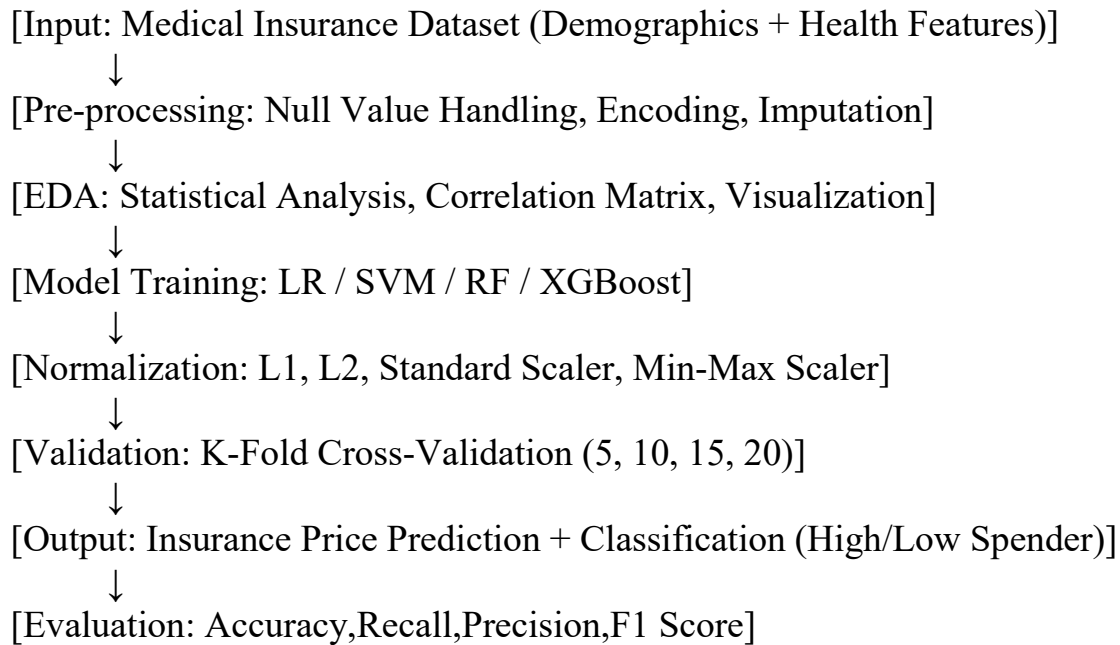 [Input: Medical Insurance Dataset (Demographics + Health Features)]
↓
[Pre-processing: Null Value Handling, Encoding, Imputation]
↓
[EDA: Statistical Analysis, Correlation Matrix, Visualization]
↓
[Model Training: LR / SVM / RF / XGBoost]
↓
[Normalization: L1, L2, Standard Scaler, Min-Max Scaler]
↓
[Validation: K-Fold Cross-Validation (5, 10, 15, 20)]
↓
[Output: Insurance Price Prediction + Classification (High/Low Spender)]
↓
[Evaluation: Accuracy,Recall,Precision,F1 Score]